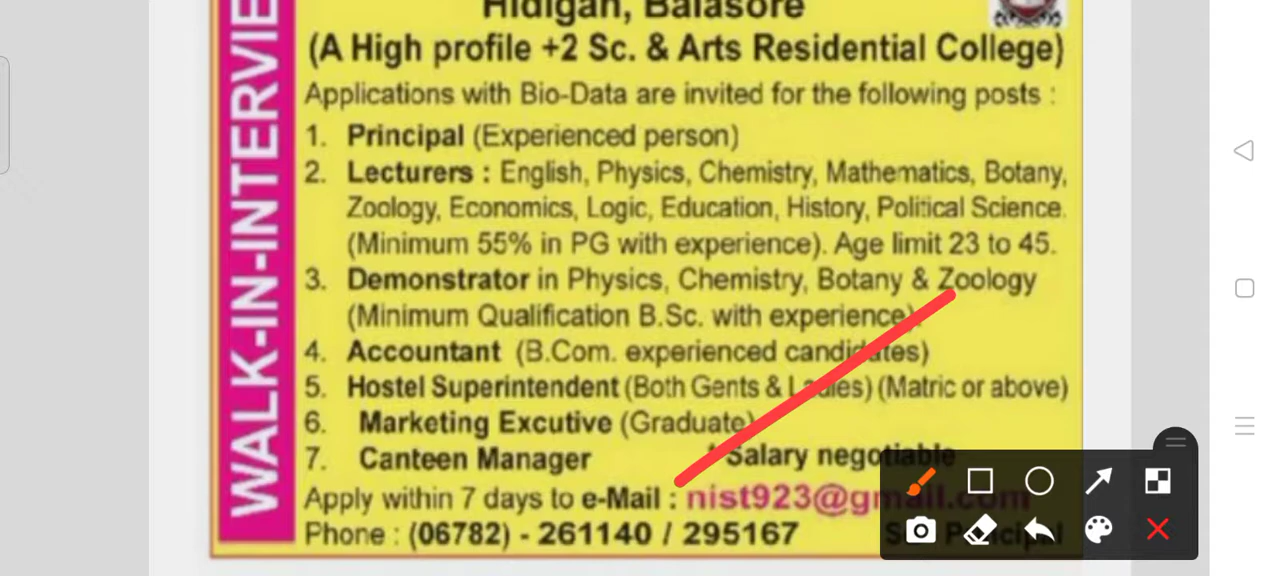 WALK-IN-INTERVIE
Hidigan, Balasore
(A High profile +2 Sc. & Arts Residential College)
Applications with Bio-Data are invited for the following posts :
1. Principal (Experienced person)
2. Lecturers : English, Physics, Chemistry, Mathematics, Botany,
Zoology, Economics, Logic, Education, History, Political Science.
(Minimum 55% in PG with experience). Age limit 23 to 45.
3. Demonstrator in Physics, Chemistry, Botany & Zoology
(Minimum Qualification B.Sc. with experience).
4. Accountant (B.Com. experienced candidates)
5. Hostel Superintendent (Both Gents & Ladies) (Matric or above)
6. Marketing Excutive (Graduate)
7. Canteen Manager * Salary negotiable
Apply within 7 days to e-Mail : nist923@gmail.com
Phone : (06782) - 261140 / 295167 Principal